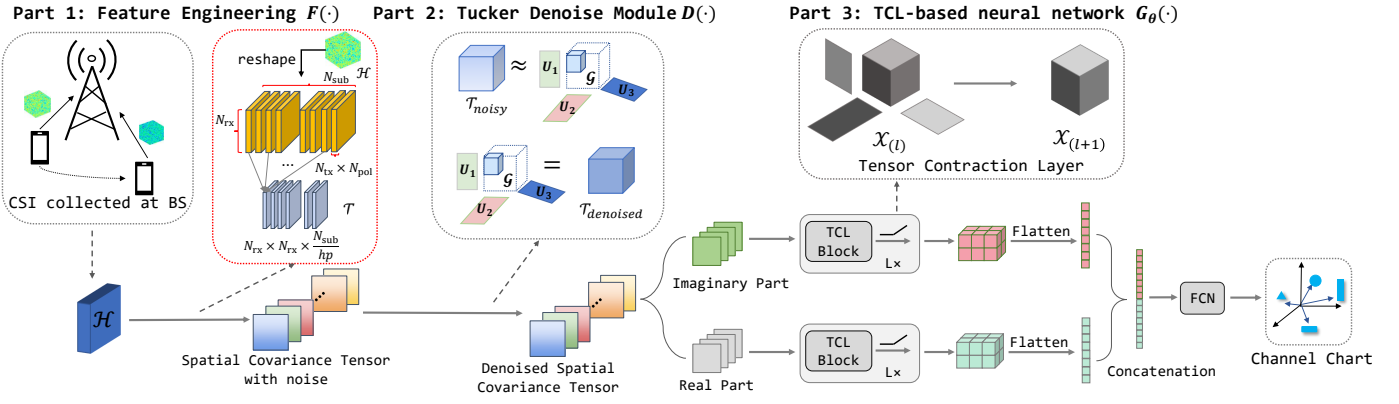 Part 1: Feature Engineering F(·)
Part 2: Tucker Denoise Module D(·)
Part 3: TCL-based neural network G_θ(·)
CSI collected at BS
reshape
N_sub
ℋ
N_rx
...
N_tx × N_pol
𝒯
N_rx × N_rx × N_sub/hp
𝒯_noisy
≈
U_1
𝒢
U_3
U_2
U_1
𝒢
U_3
U_2
=
𝒯_denoised
𝒳_(l)
𝒳_(l+1)
Tensor Contraction Layer
ℋ
Spatial Covariance Tensor
with noise
Denoised Spatial
Covariance Tensor
Imaginary Part
Real Part
TCL
Block
L×
Flatten
TCL
Block
L×
Flatten
Concatenation
FCN
Channel Chart